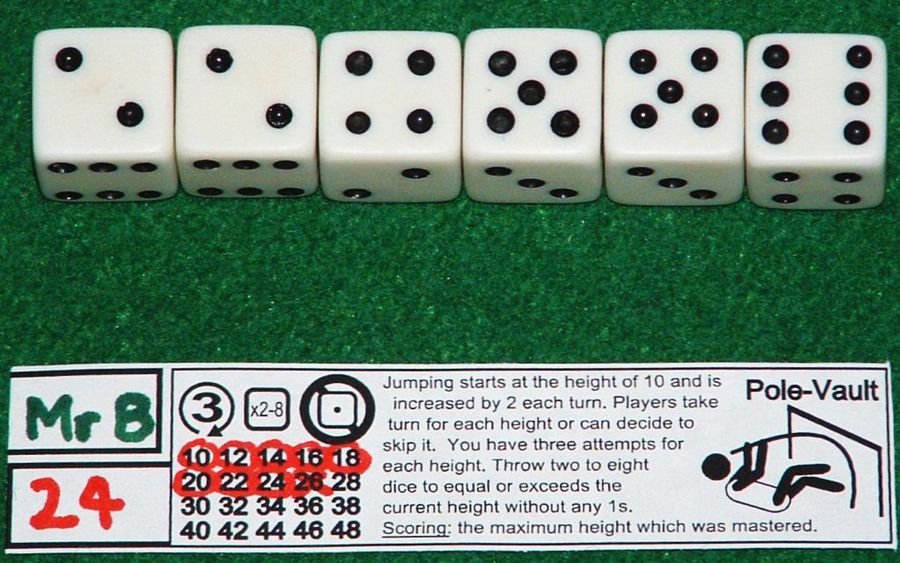 Mr B
24
3
x2-8
10 12 14 16 18
20 22 24 26 28
30 32 34 36 38
40 42 44 46 48
Jumping starts at the height of 10 and is
increased by 2 each turn. Players take
turn for each height or can decide to
skip it. You have three attempts for
each height. Throw two to eight
dice to equal or exceeds the
current height without any 1s.
Scoring: the maximum height which was mastered.
Pole-Vault